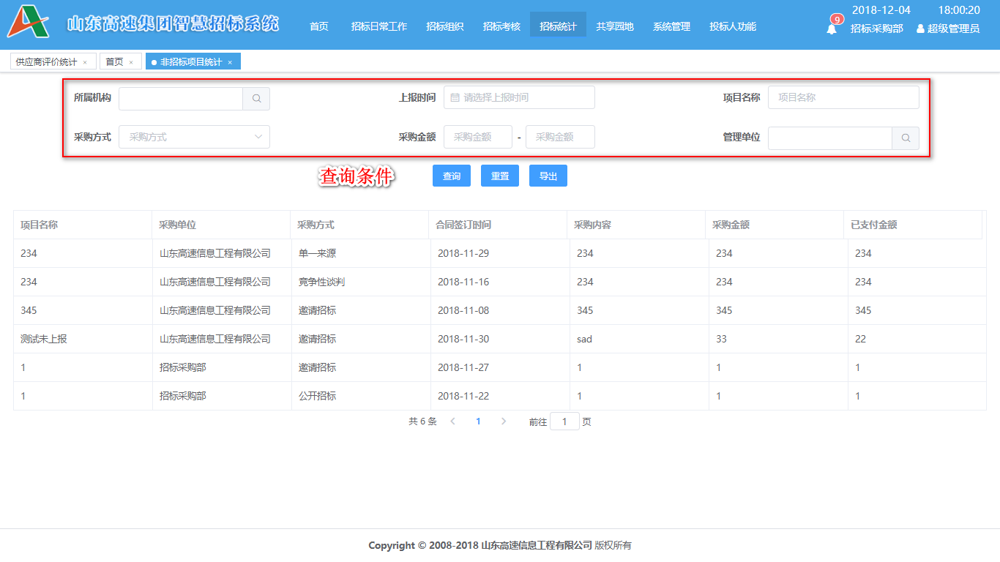 山东高速集团智慧招标系统 首页 招标日常工作 招标组织 招标考核 招标统计 共享园地 系统管理 投标人功能 9 2018-12-04 18:00:20
招标采购部 超级管理员
供应商评价统计 × 首页 × 非招标项目统计 ×
所属机构 上报时间 请选择上报时间 项目名称 项目名称
采购方式 采购方式 采购金额 采购金额 - 采购金额 管理单位
查询条件 查询 重置 导出
项目名称 采购单位 采购方式 合同签订时间 采购内容 采购金额 已支付金额
234 山东高速信息工程有限公司 单一来源 2018-11-29 234 234 234
234 山东高速信息工程有限公司 竞争性谈判 2018-11-16 234 234 234
345 山东高速信息工程有限公司 邀请招标 2018-11-08 345 345 345
测试未上报 山东高速信息工程有限公司 邀请招标 2018-11-30 sad 33 22
1 招标采购部 邀请招标 2018-11-27 1 1 1
1 招标采购部 公开招标 2018-11-22 1 1 1
共 6 条 1 前往 1 页
Copyright © 2008-2018 山东高速信息工程有限公司 版权所有